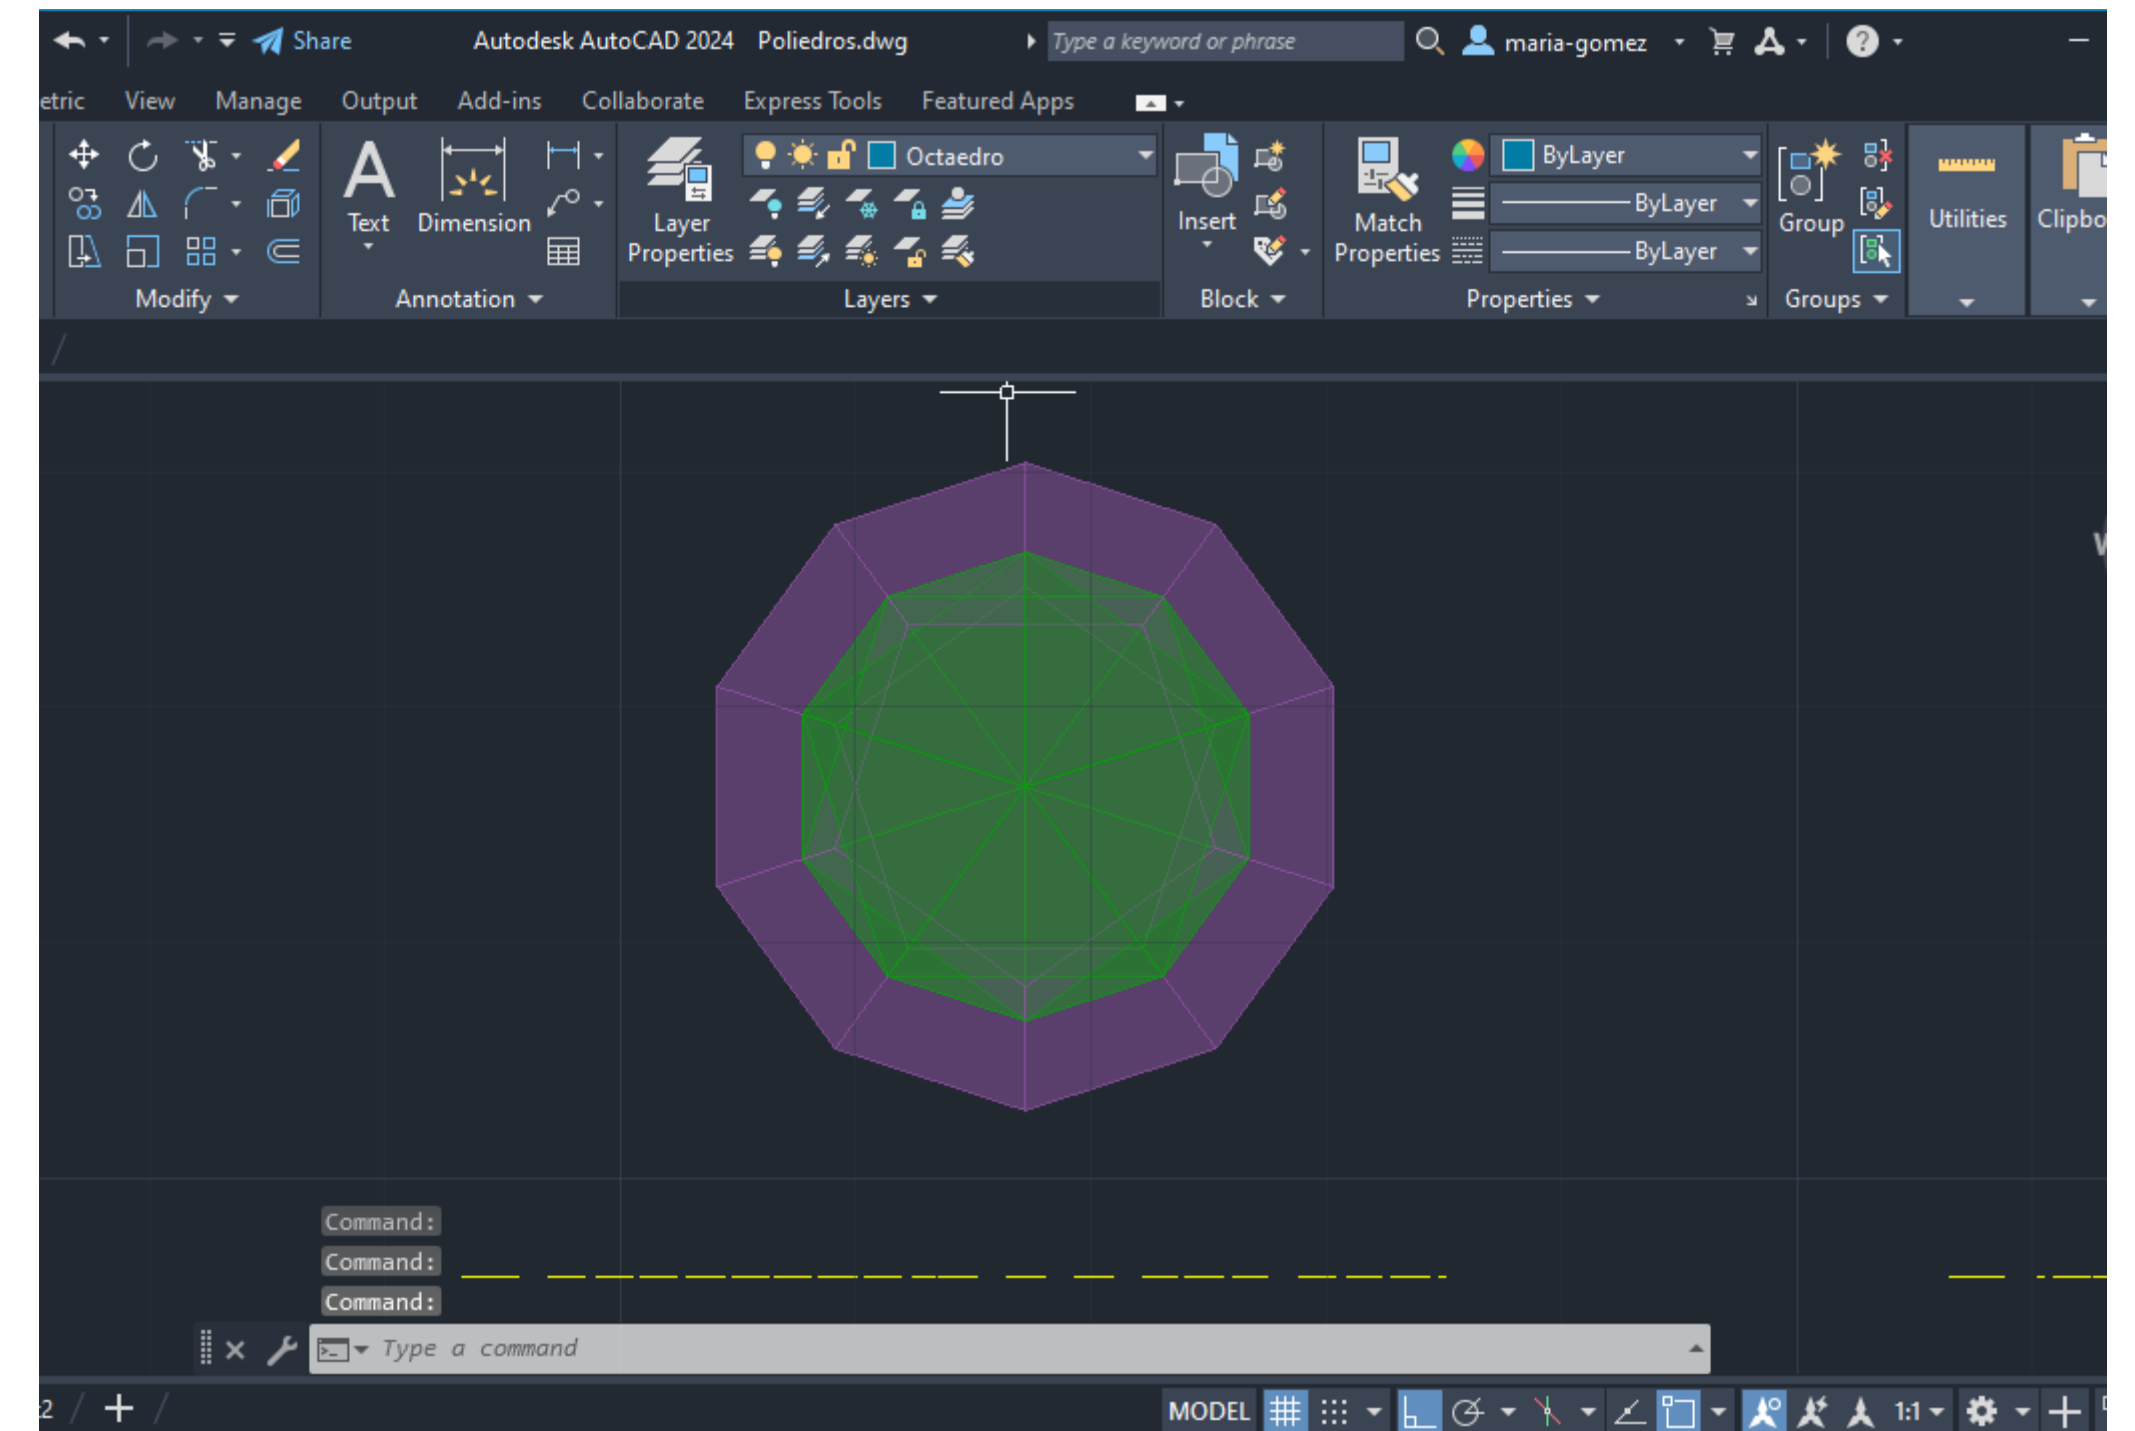 Share Autodesk AutoCAD 2024 Poliedros.dwg Type a keyword or phrase maria-gomez
etric View Manage Output Add-ins Collaborate Express Tools Featured Apps
Octaedro ByLayer
Text Dimension Layer Properties Insert Match Properties ByLayer Group Utilities Clipbo
ByLayer
Modify Annotation Layers Block Properties Groups
W
Command:
Command:
Command:
Type a command
2 MODEL 1:1